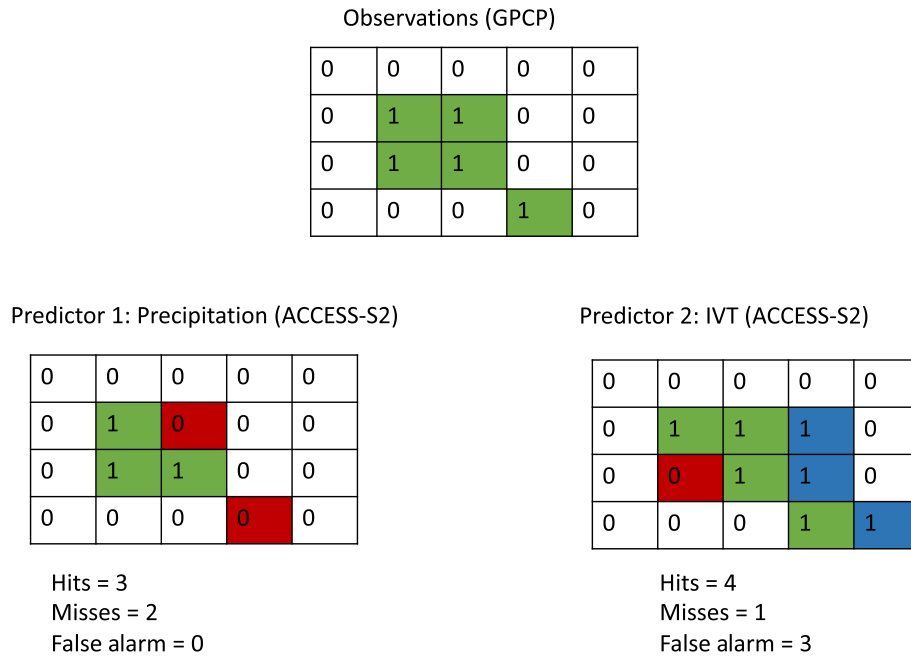 Observations (GPCP)
0 0 0 0 0
0 1 1 0 0
0 1 1 0 0
0 0 0 1 0
Predictor 1: Precipitation (ACCESS-S2)
0 0 0 0 0
0 1 0 0 0
0 1 1 0 0
0 0 0 0 0
Hits = 3
Misses = 2
False alarm = 0
Predictor 2: IVT (ACCESS-S2)
0 0 0 0 0
0 1 1 1 0
0 0 1 1 0
0 0 0 1 1
Hits = 4
Misses = 1
False alarm = 3